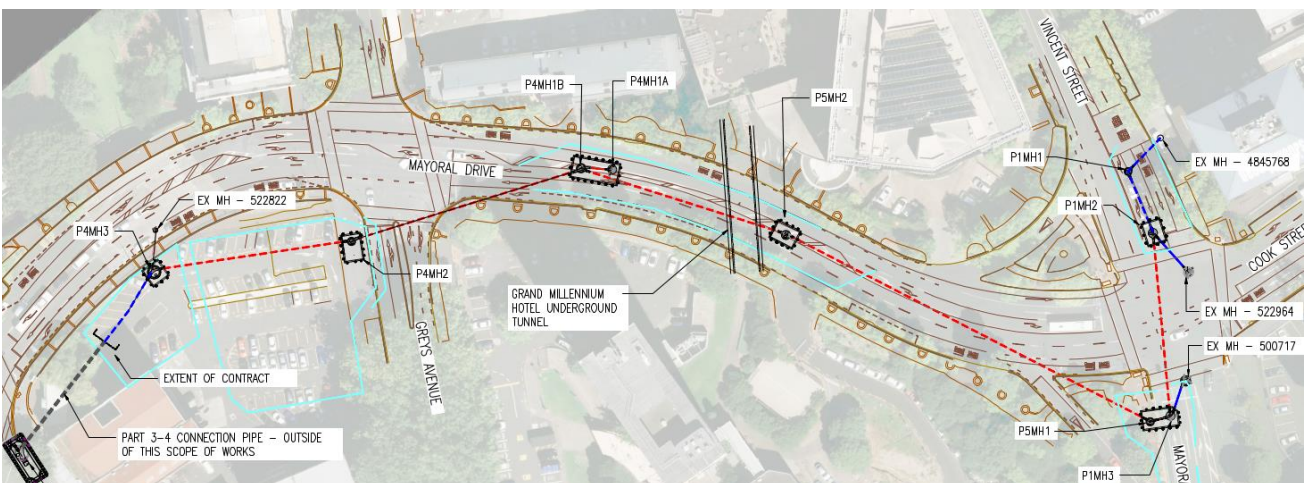 VINCENT STREET
P4MH1B
P4MH1A
P5MH2
P1MH1
EX MH - 4845768
MAYORAL DRIVE
EX MH - 522822
P1MH2
P4MH3
COOK STREE
P4MH2
GRAND MILLENNIUM
HOTEL UNDERGROUND
TUNNEL
EX MH - 522964
GREYS AVENUE
EX MH - 500717
EXTENT OF CONTRACT
PART 3-4 CONNECTION PIPE - OUTSIDE
OF THIS SCOPE OF WORKS
P5MH1
MAYORA
P1MH3